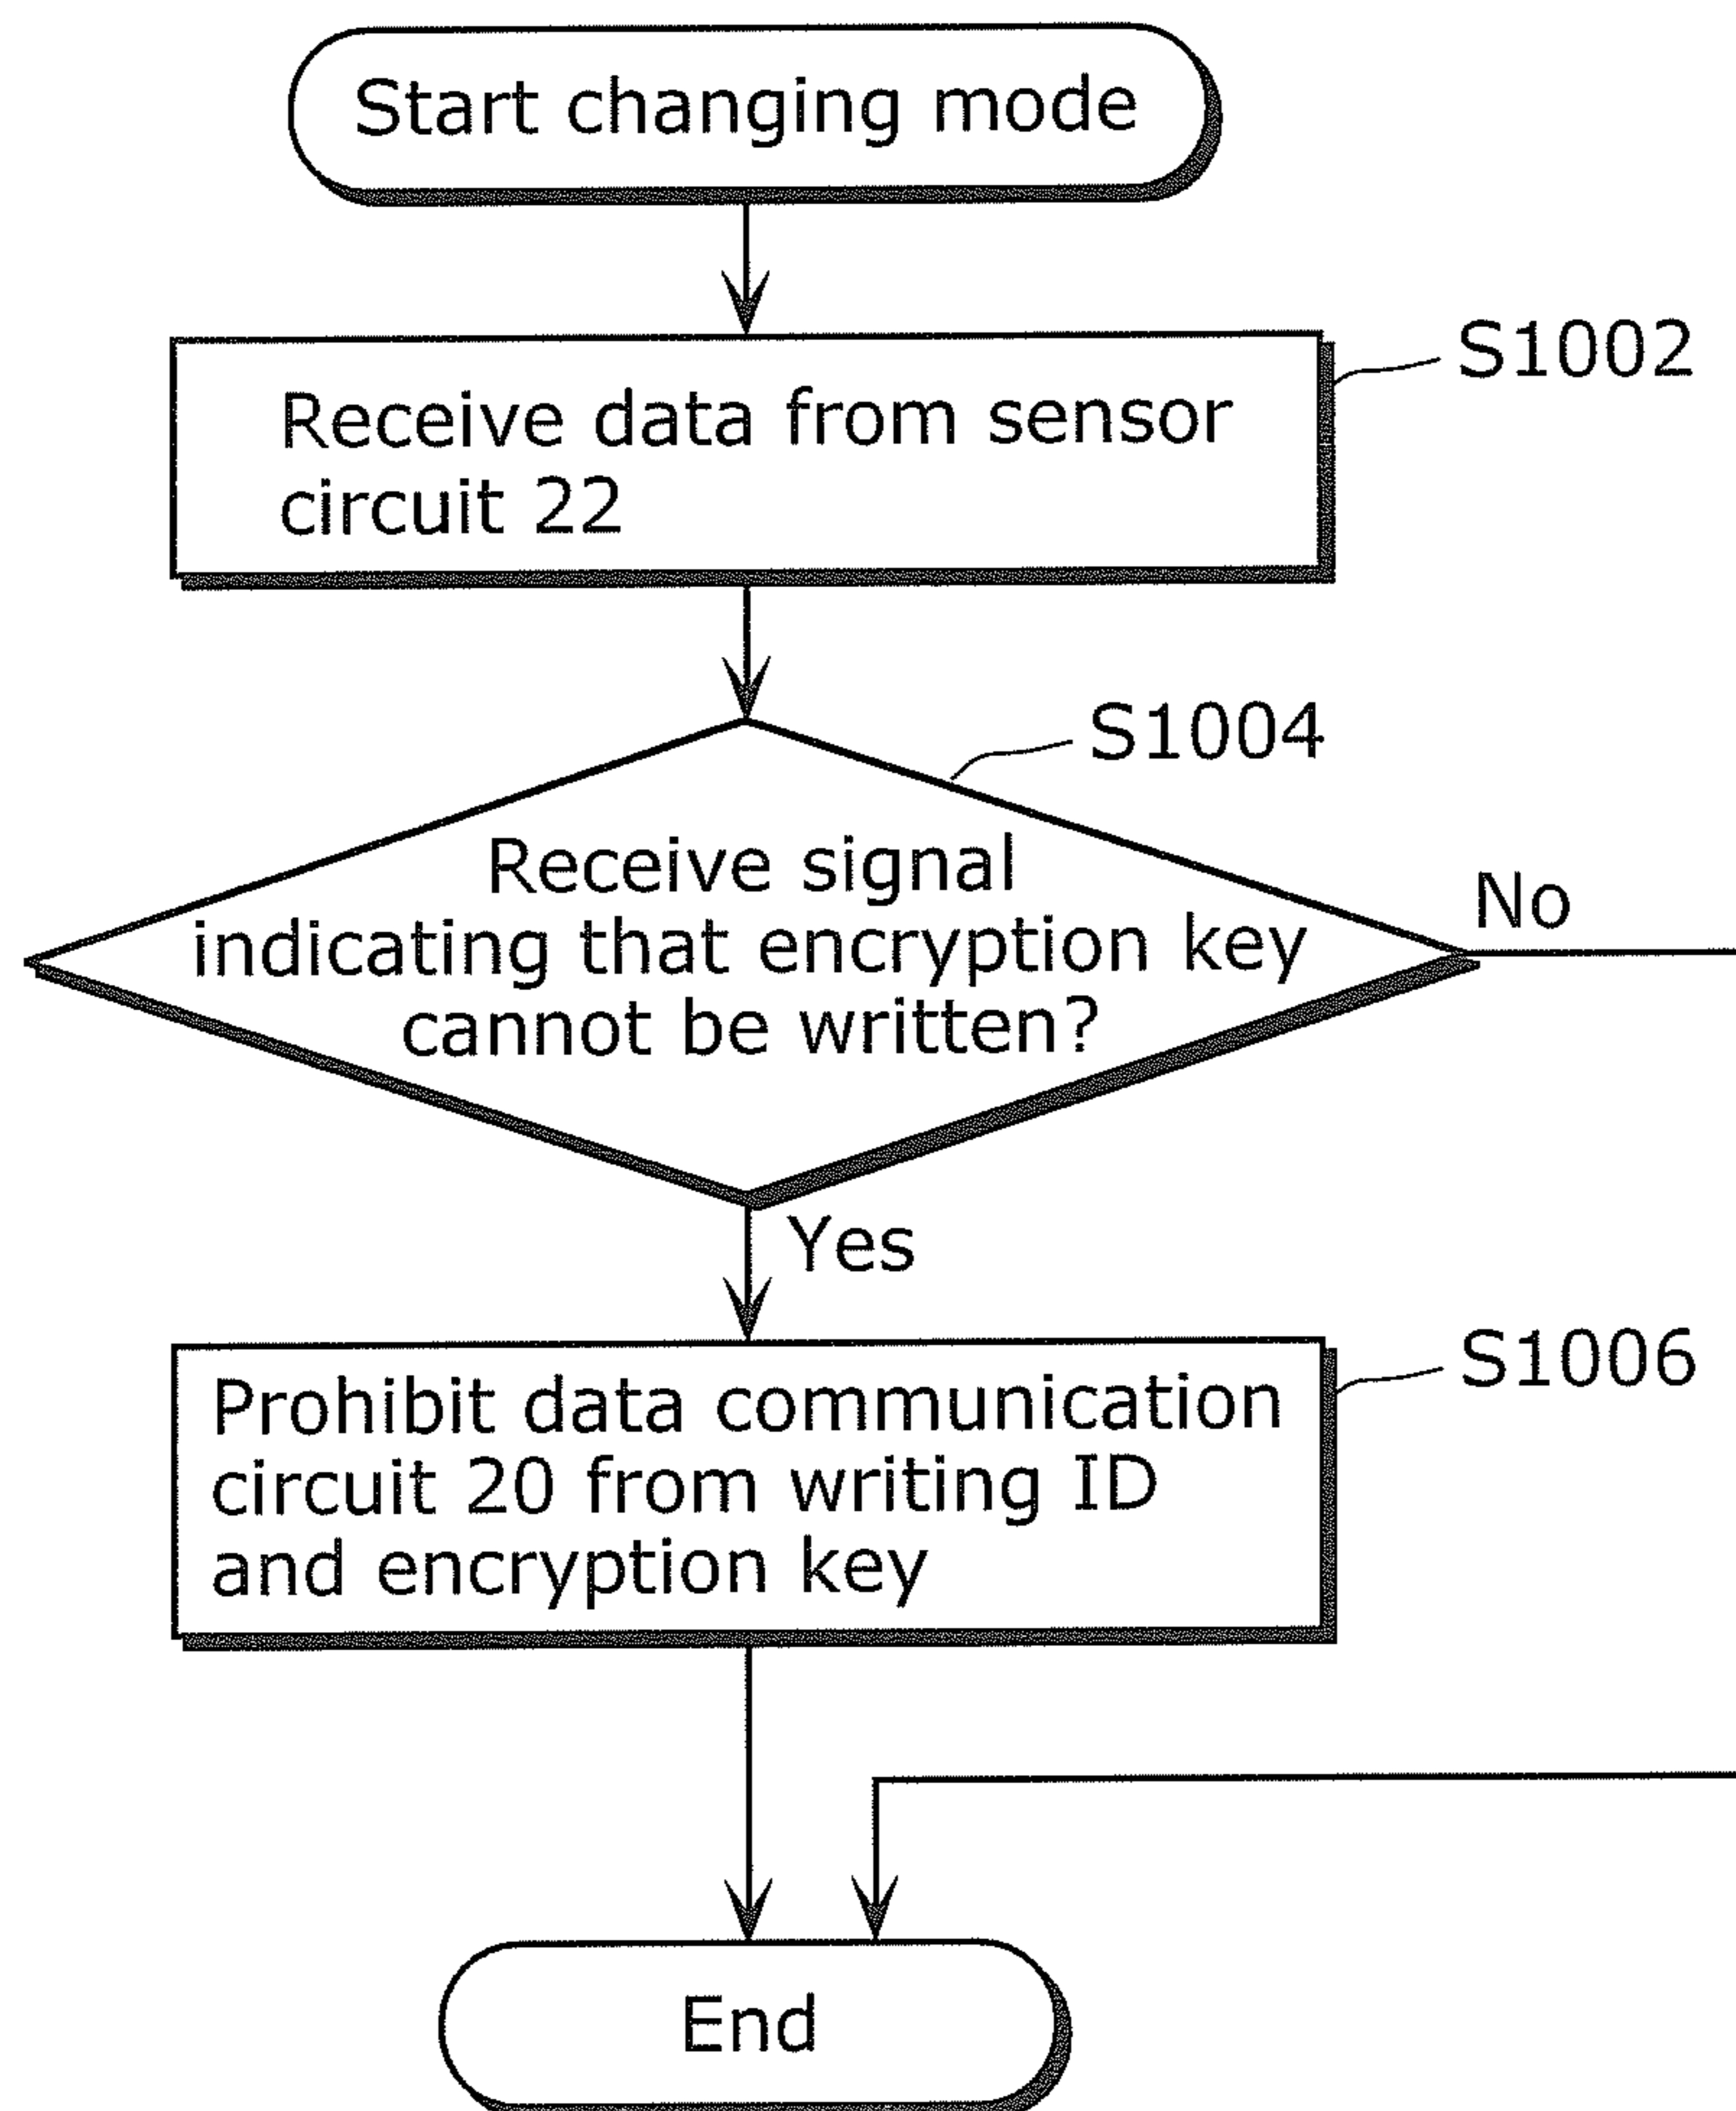 Start changing mode
S1002
Receive data from sensor
circuit 22
S1004
Receive signal
indicating that encryption key
cannot be written?
No
Yes
S1006
Prohibit data communication
circuit 20 from writing ID
and encryption key
End